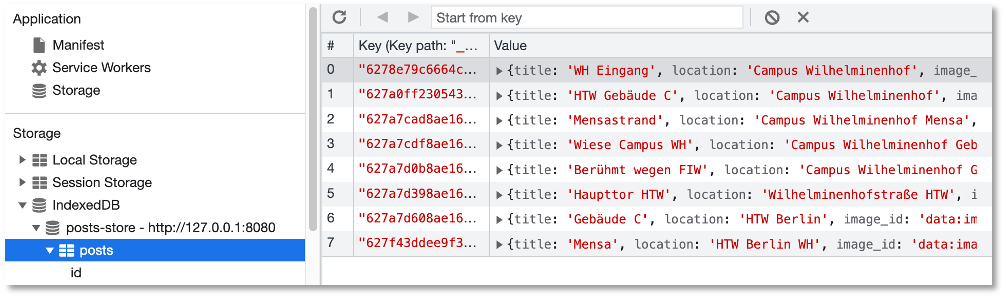 Application
Manifest
Service Workers
Storage
Storage
Local Storage
Session Storage
IndexedDB
posts-store - http://127.0.0.1:8080
posts
id
Start from key
# Key (Key path: "_… Value
0 "6278e79c6664c… {title: 'WH Eingang', location: 'Campus Wilhelminenhof', image_
1 "627a0ff230543… {title: 'HTW Gebäude C', location: 'Campus Wilhelminenhof', ima
2 "627a7cad8ae16… {title: 'Mensastrand', location: 'Campus Wilhelminenhof Mensa',
3 "627a7cdf8ae16… {title: 'Wiese Campus WH', location: 'Campus Wilhelminenhof Geb
4 "627a7d0b8ae16… {title: 'Berühmt wegen FIW', location: 'Campus Wilhelminenhof G
5 "627a7d398ae16… {title: 'Haupttor HTW', location: 'Wilhelminenhofstraße HTW', i
6 "627a7d608ae16… {title: 'Gebäude C', location: 'HTW Berlin', image_id: 'data:im
7 "627f43ddee9f3… {title: 'Mensa', location: 'HTW Berlin WH', image_id: 'data:ima